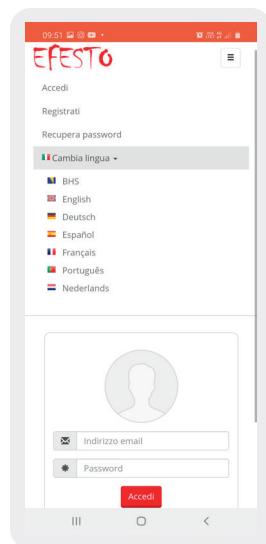 09:51
EFESTO
Accedi
Registrati
Recupera password
Cambia lingua
BHS
English
Deutsch
Español
Français
Português
Nederlands
Indirizzo email
Password
Accedi